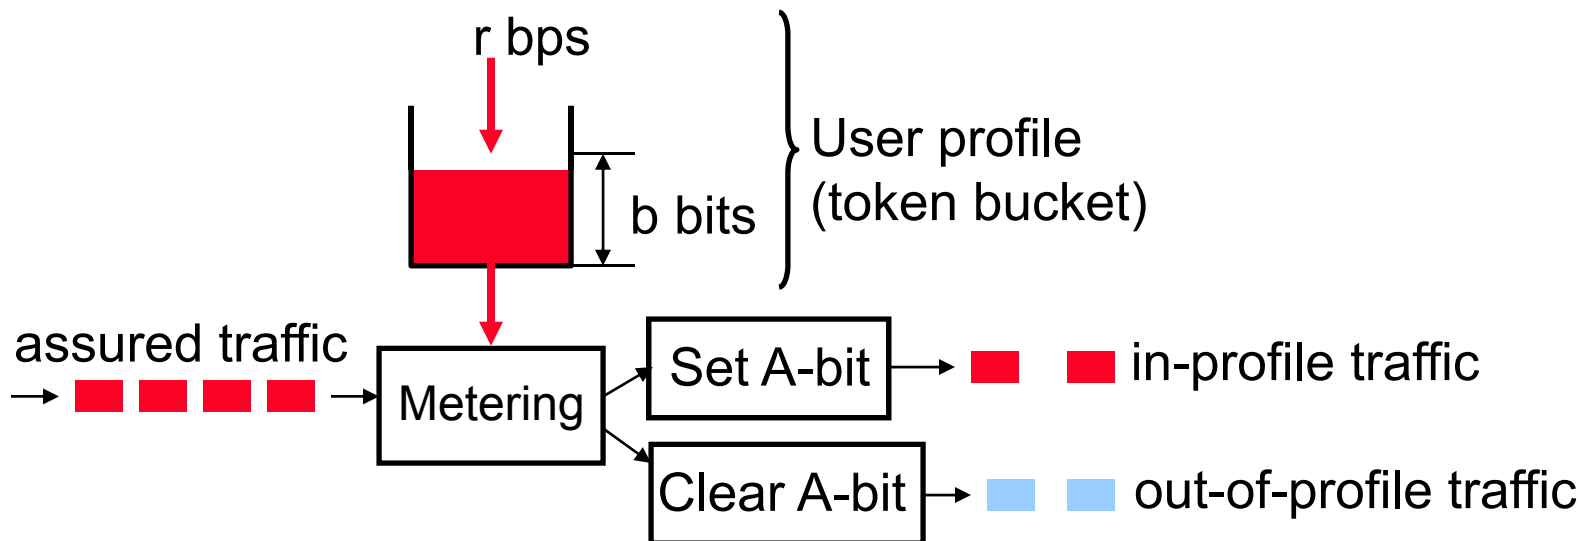 r bps
User profile
(token bucket)
b bits
assured traffic
Metering
Set A-bit
in-profile traffic
Clear A-bit
out-of-profile traffic